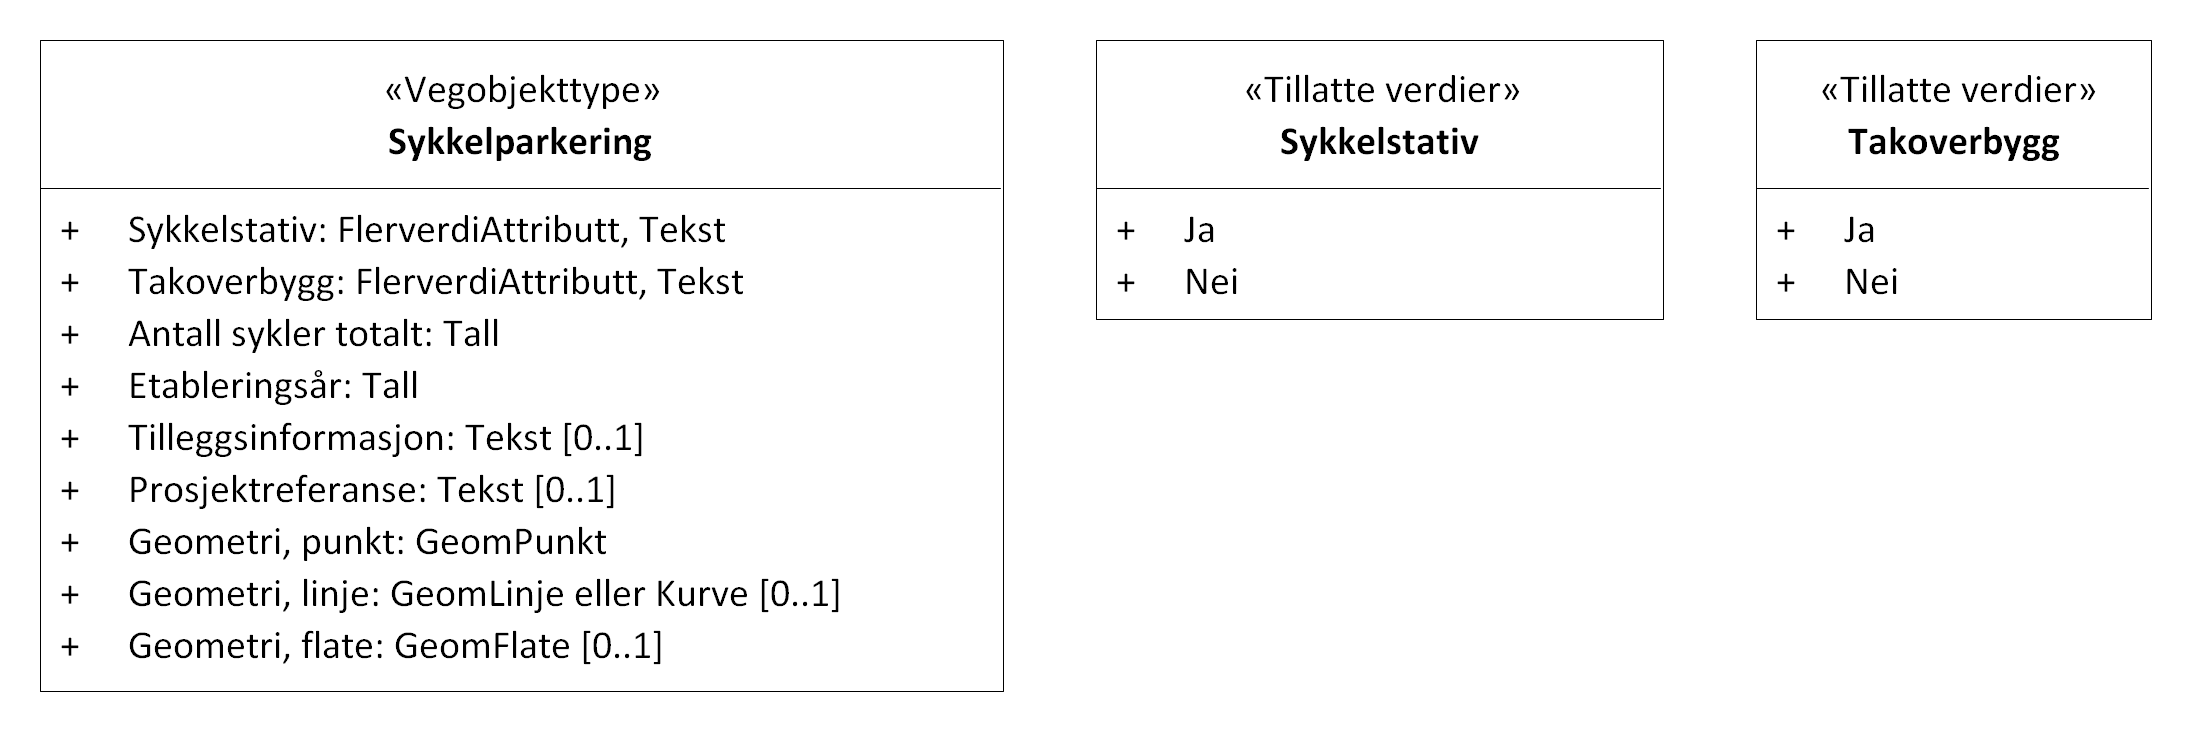 «Vegobjekttype»
Sykkelparkering
+ Sykkelstativ: FlerverdiAttributt, Tekst
+ Takoverbygg: FlerverdiAttributt, Tekst
+ Antall sykler totalt: Tall
+ Etableringsår: Tall
+ Tilleggsinformasjon: Tekst [0..1]
+ Prosjektreferanse: Tekst [0..1]
+ Geometri, punkt: GeomPunkt
+ Geometri, linje: GeomLinje eller Kurve [0..1]
+ Geometri, flate: GeomFlate [0..1]
«Tillatte verdier»
Sykkelstativ
+ Ja
+ Nei
«Tillatte verdier»
Takoverbygg
+ Ja
+ Nei